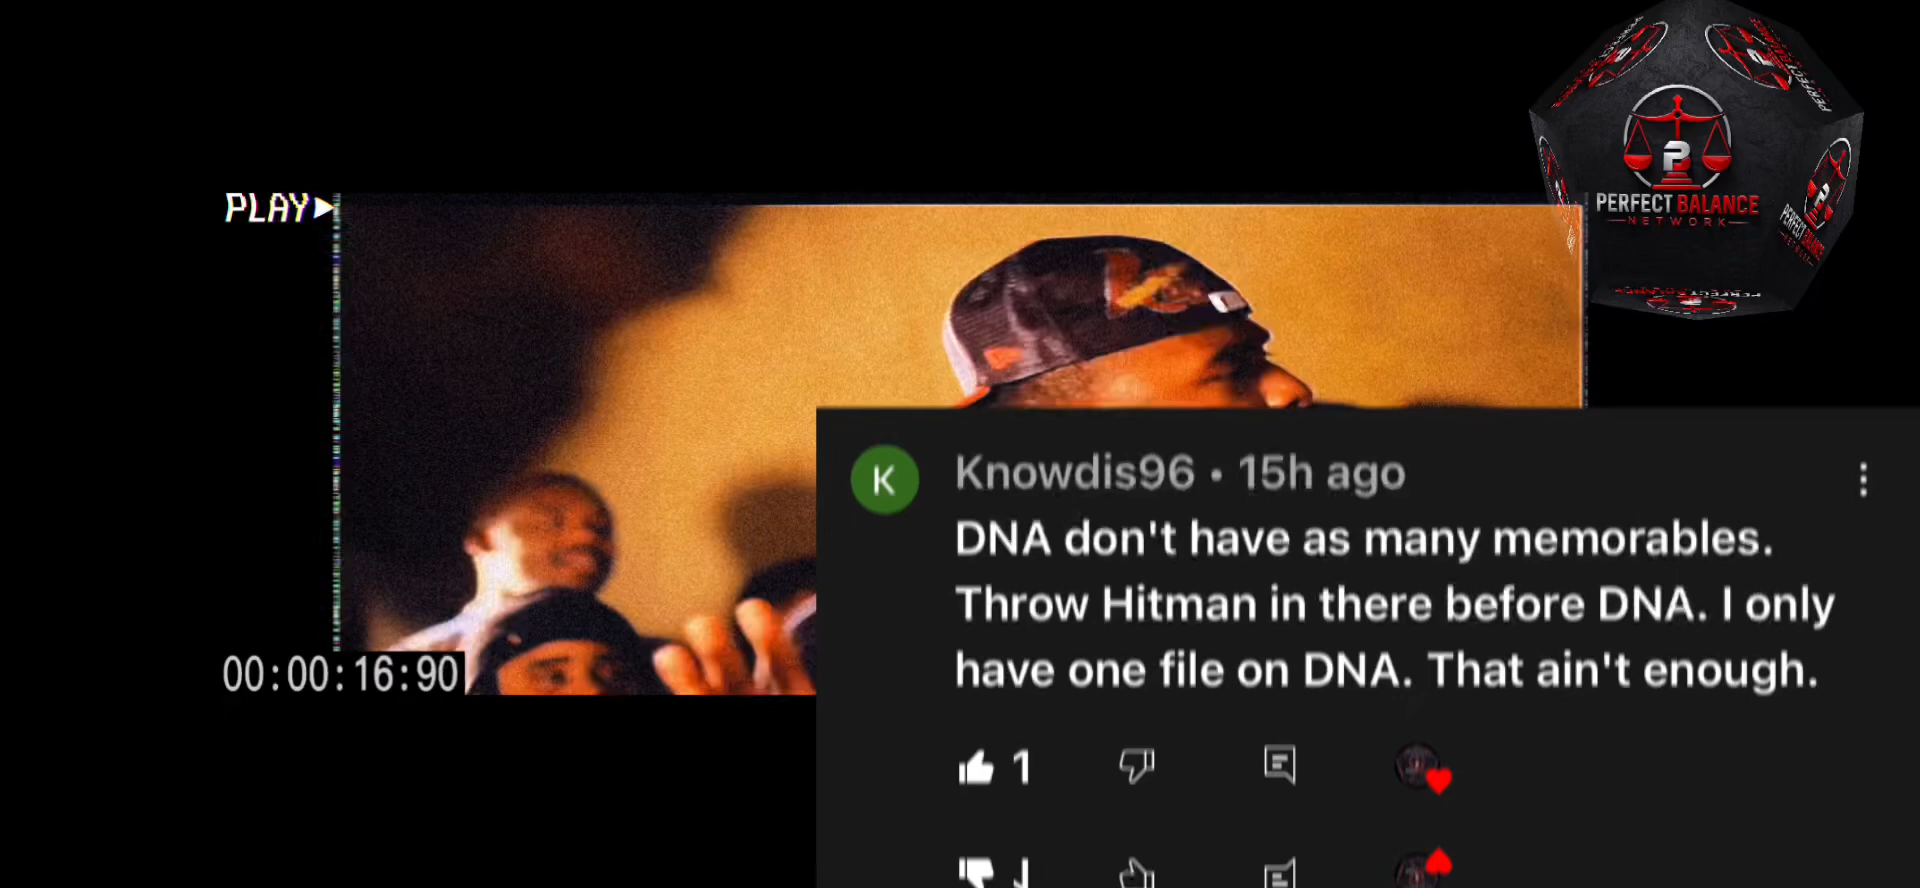 PLAY
PERFECT BALANCE
NETWORK
Knowdis96 • 15h ago
DNA don't have as many memorables.
Throw Hitman in there before DNA. I only
have one file on DNA. That ain't enough.
1
00:00:16:90